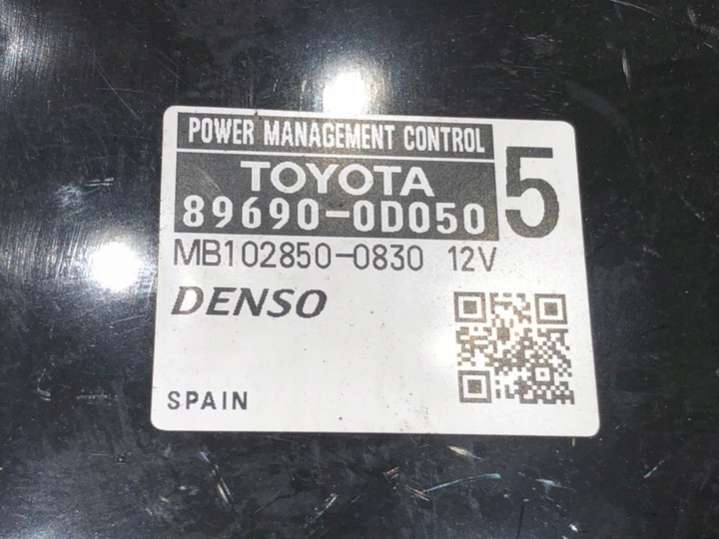 POWER MANAGEMENT CONTROL
TOYOTA
5
89690-0D050
MB102850-0830 12V
DENSO
SPAIN